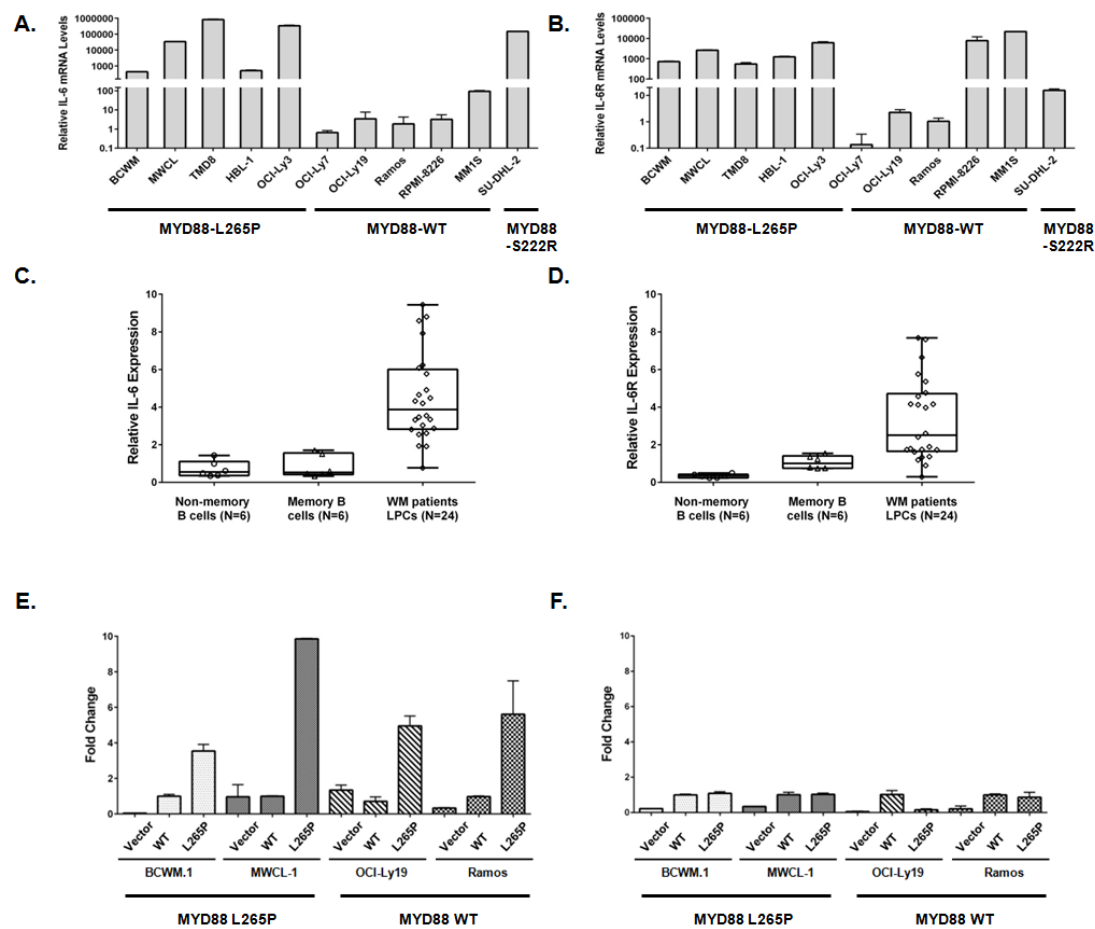 A.
Relative IL-6 mRNA Levels
1000000
100000
10000
1000
100
10
1
0.1
BCWM
MWCL
TMD8
HBL-1
OCI-Ly3
OCI-Ly7
OCI-Ly19
Ramos
RPMI-8226
MM1S
SU-DHL-2
MYD88-L265P
MYD88-WT
MYD88
-S222R
B.
Relative IL-6R mRNA Levels
100000
10000
1000
100
100
10
1
0.1
BCWM
MWCL
TMD8
HBL-1
OCI-Ly3
OCI-Ly7
OCI-Ly19
Ramos
RPMI-8226
MM1S
SU-DHL-2
MYD88-L265P
MYD88-WT
MYD88
-S222R
C.
Relative IL-6 Expression
10
8
6
4
2
0
Non-memory
B cells (N=6)
Memory B
cells (N=6)
WM patients
LPCs (N=24)
D.
Relative IL-6R Expression
10
8
6
4
2
0
Non-memory
B cells (N=6)
Memory B
cells (N=6)
WM patients
LPCs (N=24)
E.
Fold Change
10
8
6
4
2
0
Vector
WT
L265P
Vector
WT
L265P
Vector
WT
L265P
Vector
WT
L265P
BCWM.1
MWCL-1
OCI-Ly19
Ramos
MYD88 L265P
MYD88 WT
F.
Fold Change
10
8
6
4
2
0
Vector
WT
L265P
Vector
WT
L265P
Vector
WT
L265P
Vector
WT
L265P
BCWM.1
MWCL-1
OCI-Ly19
Ramos
MYD88 L265P
MYD88 WT